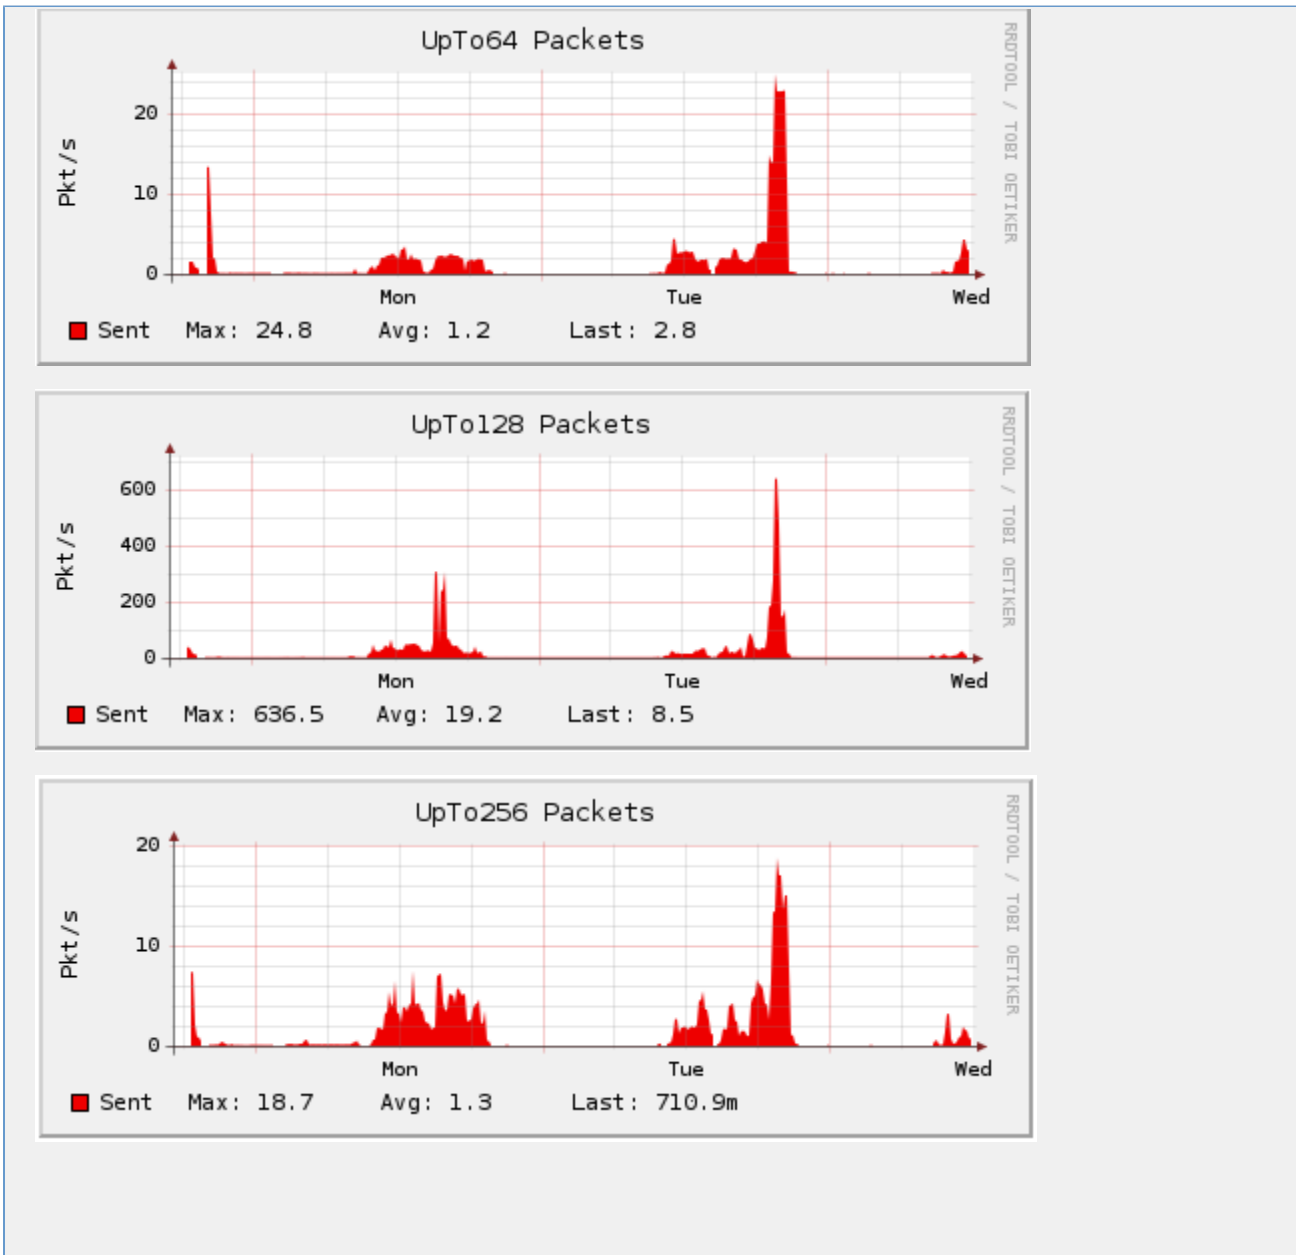 UpTo64 Packets
RRDTOOL / TOBI OETIKER
Pkt/s
20
10
0
Mon Tue Wed
Sent Max: 24.8 Avg: 1.2 Last: 2.8
UpTo128 Packets
RRDTOOL / TOBI OETIKER
Pkt/s
600
400
200
0
Mon Tue Wed
Sent Max: 636.5 Avg: 19.2 Last: 8.5
UpTo256 Packets
RRDTOOL / TOBI OETIKER
Pkt/s
20
10
0
Mon Tue Wed
Sent Max: 18.7 Avg: 1.3 Last: 710.9m